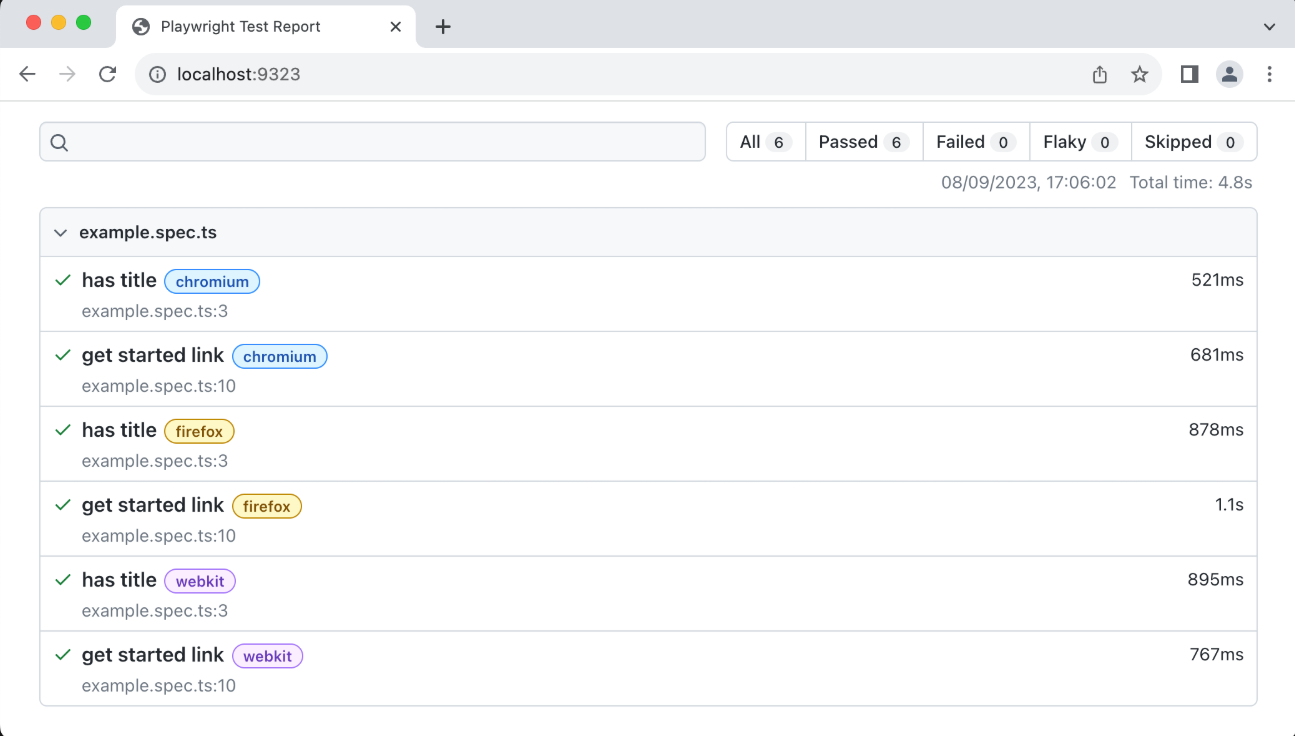 Playwright Test Report
localhost:9323
All 6 Passed 6 Failed 0 Flaky 0 Skipped 0
08/09/2023, 17:06:02 Total time: 4.8s
example.spec.ts
has title chromium 521ms
example.spec.ts:3
get started link chromium 681ms
example.spec.ts:10
has title firefox 878ms
example.spec.ts:3
get started link firefox 1.1s
example.spec.ts:10
has title webkit 895ms
example.spec.ts:3
get started link webkit 767ms
example.spec.ts:10